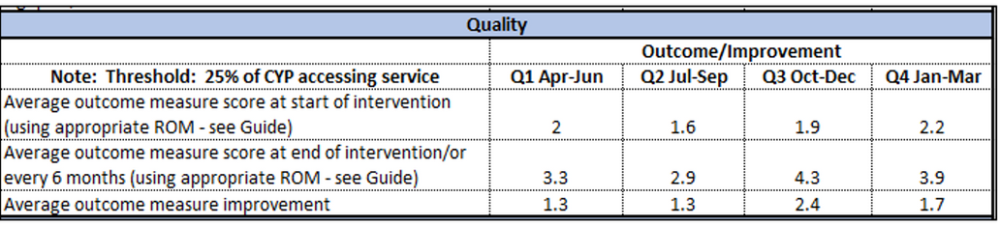 Quality
Outcome/Improvement
Note: Threshold: 25% of CYP accessing service Q1 Apr-Jun Q2 Jul-Sep Q3 Oct-Dec Q4 Jan-Mar
Average outcome measure score at start of intervention
(using appropriate ROM - see Guide) 2 1.6 1.9 2.2
Average outcome measure score at end of intervention/or
every 6 months (using appropriate ROM - see Guide) 3.3 2.9 4.3 3.9
Average outcome measure improvement 1.3 1.3 2.4 1.7